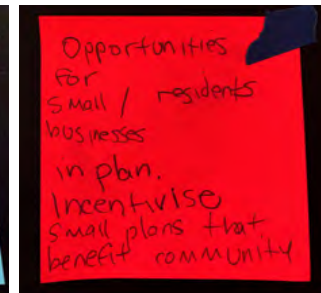 Opportunities
for
small / residents
businesses
in plan.
Incentivise
small plans that
benefit community